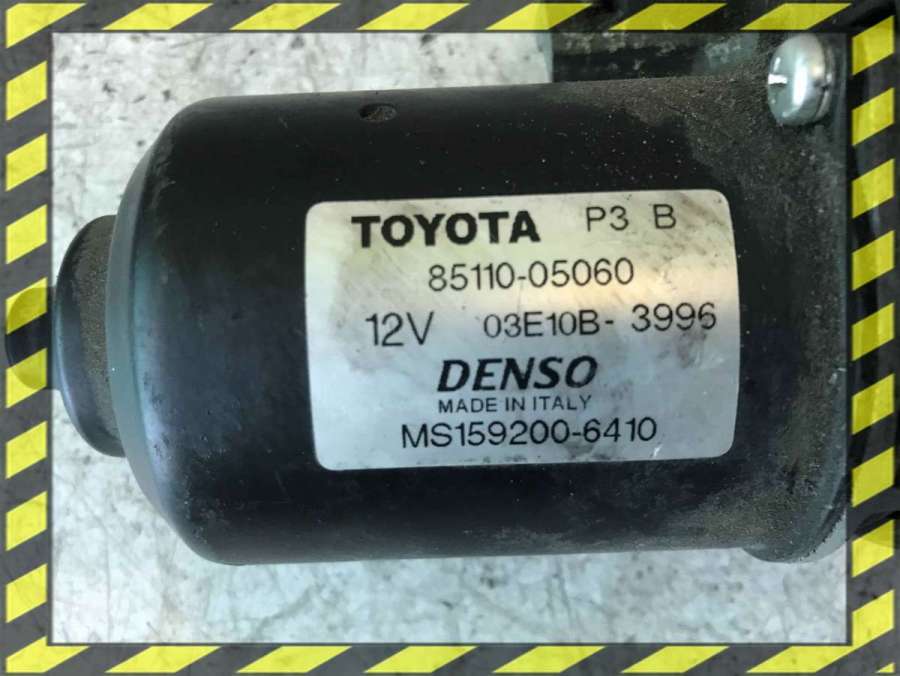 TOYOTA P3 B
85110-05060
12V 03E10B-3996
DENSO
MADE IN ITALY
MS159200-6410